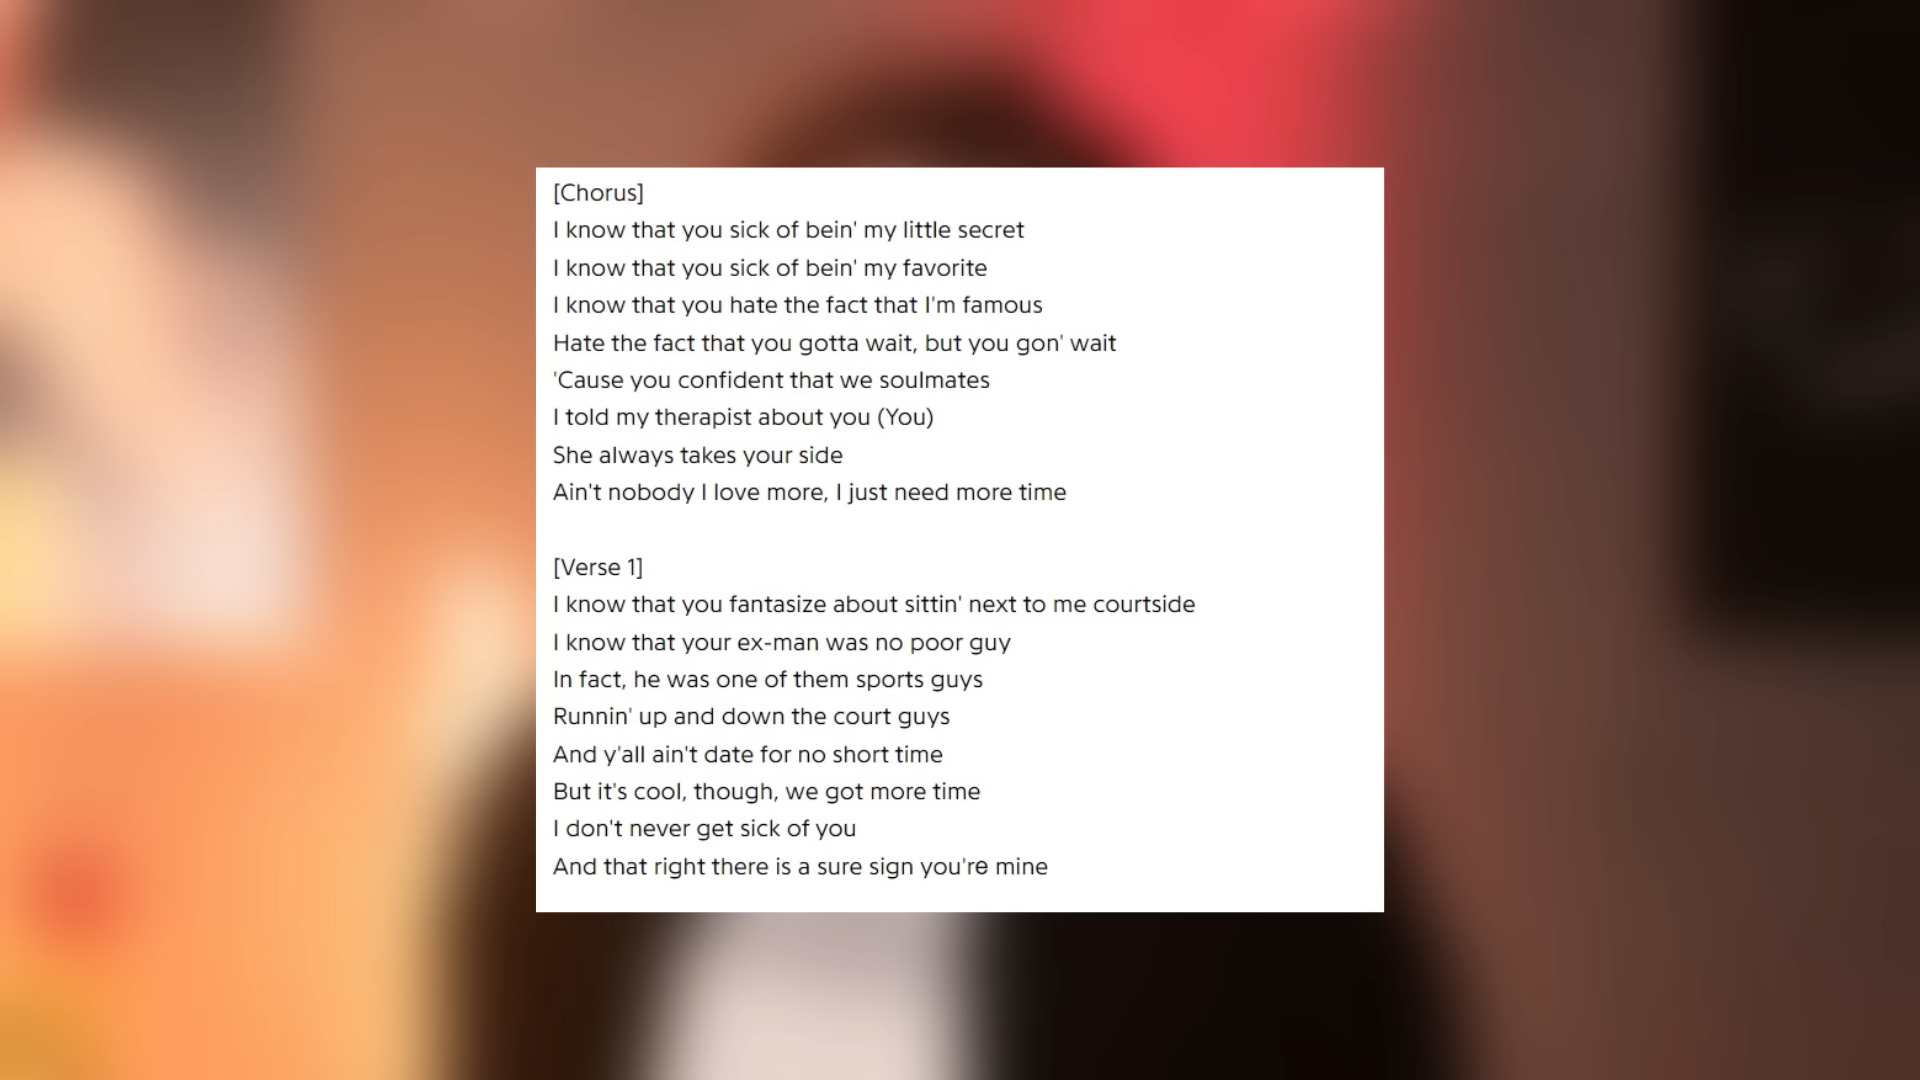 [Chorus]
I know that you sick of bein' my little secret
I know that you sick of bein' my favorite
I know that you hate the fact that I'm famous
Hate the fact that you gotta wait, but you gon' wait
'Cause you confident that we soulmates
I told my therapist about you (You)
She always takes your side
Ain't nobody I love more, I just need more time
[Verse 1]
I know that you fantasize about sittin' next to me courtside
I know that your ex-man was no poor guy
In fact, he was one of them sports guys
Runnin' up and down the court guys
And y'all ain't date for no short time
But it's cool, though, we got more time
I don't never get sick of you
And that right there is a sure sign you're mine